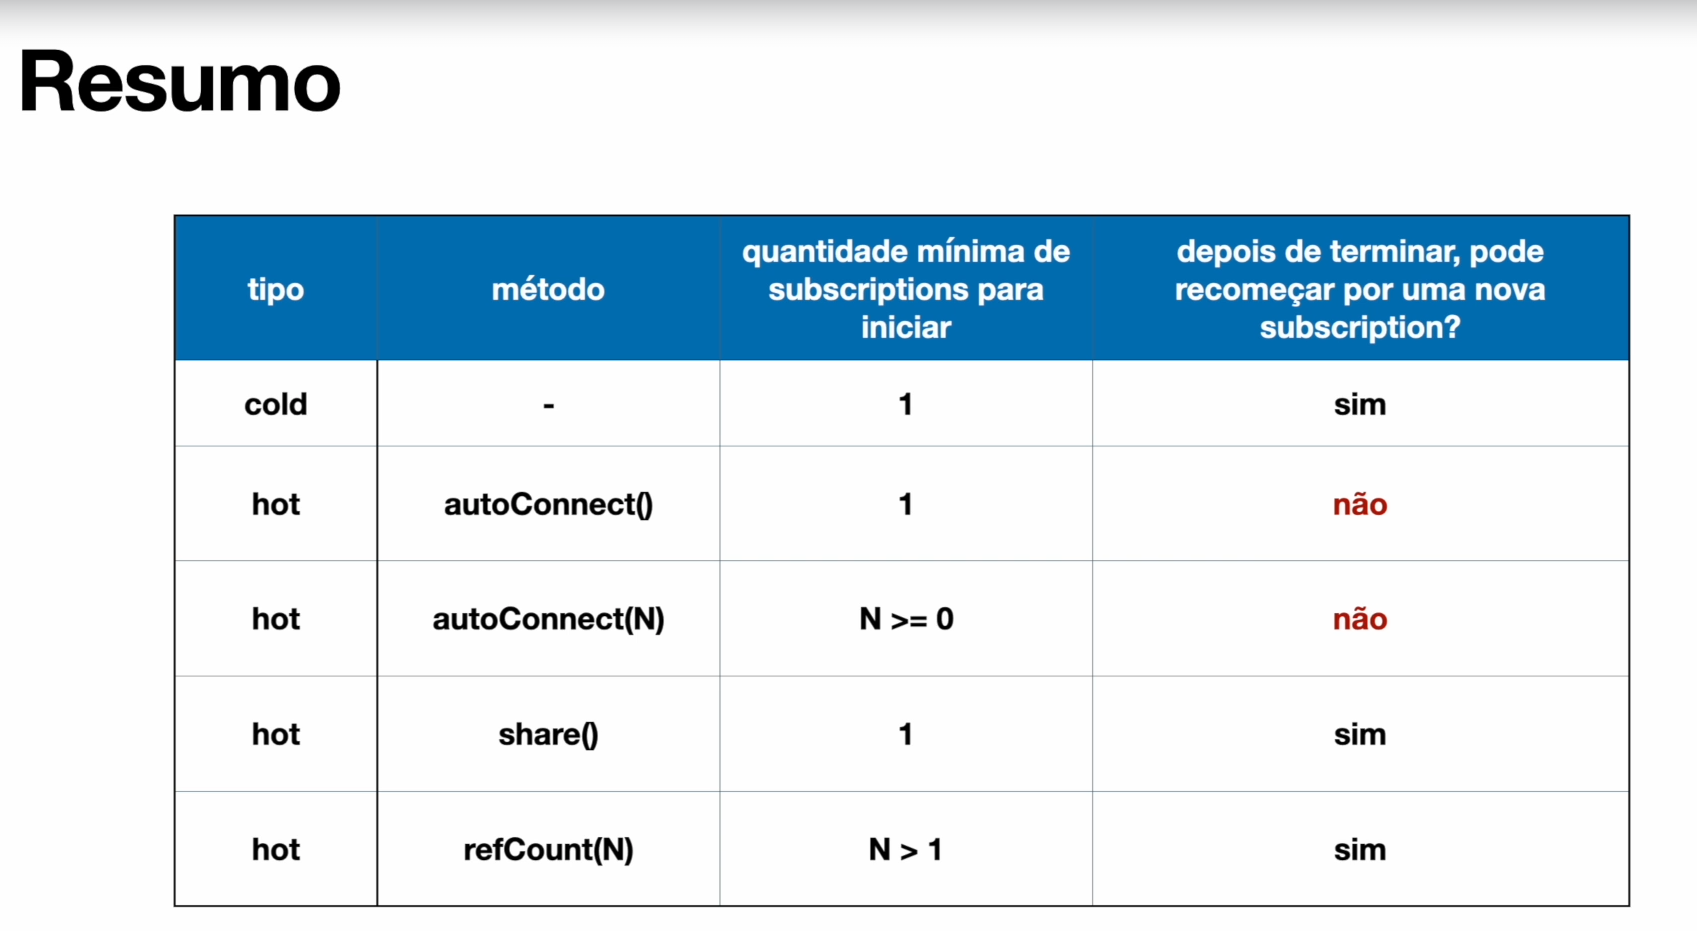 Resumo
tipo
método
quantidade mínima de
subscriptions para
iniciar
depois de terminar, pode
recomeçar por uma nova
subscription?
cold
-
1
sim
hot
autoConnect()
1
não
hot
autoConnect(N)
N >= 0
não
hot
share()
1
sim
hot
refCount(N)
N > 1
sim